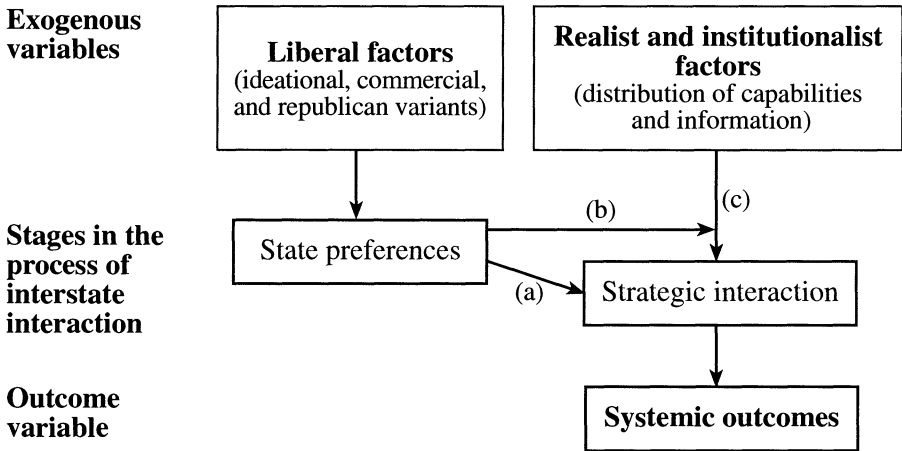 Exogenous
variables
Liberal factors
(ideational, commercial,
and republican variants)
Realist and institutionalist
factors
(distribution of capabilities
and information)
(c)
(b)
Stages in the
process of
interstate
interaction
State preferences
(a)
Strategic interaction
Outcome
variable
Systemic outcomes